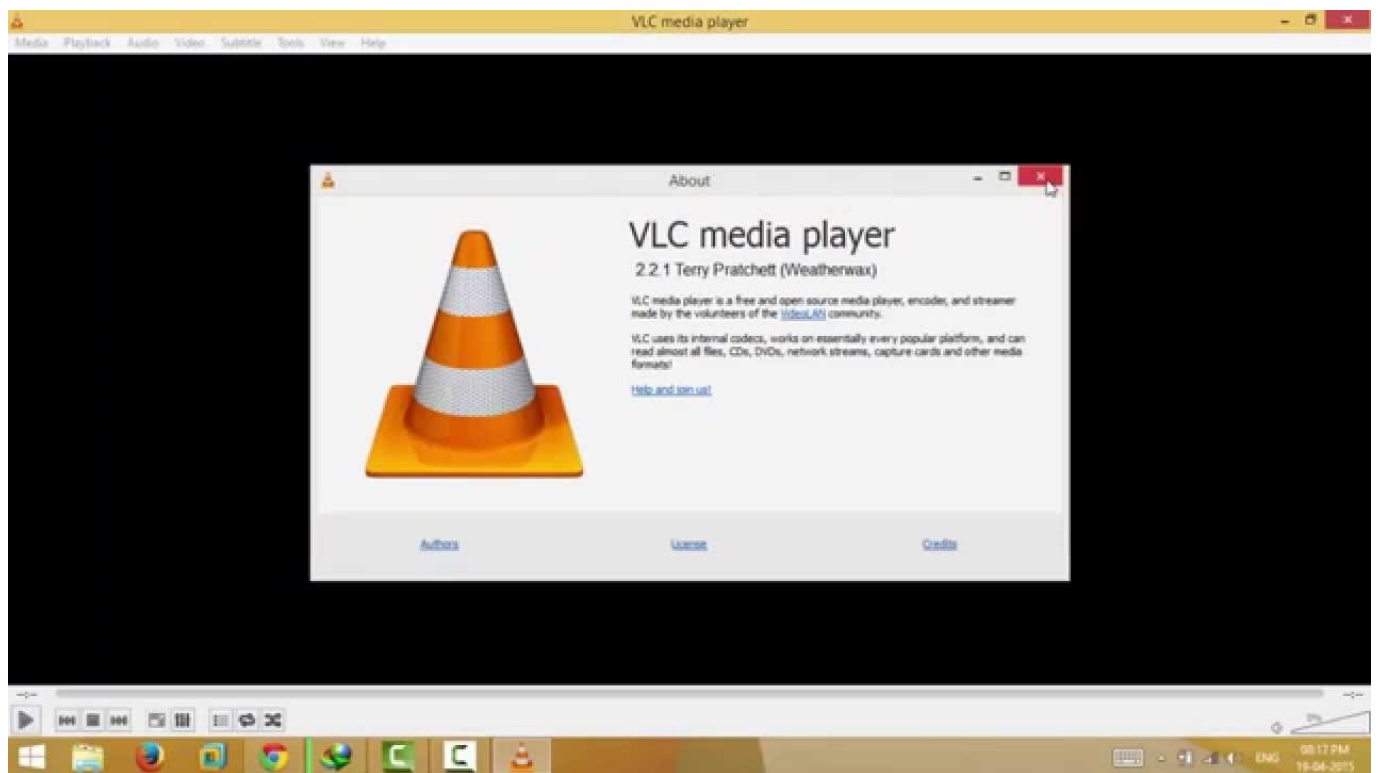 VLC media player
Media Playback Audio Video Subtitle Tools View Help
About
VLC media player
2.2.1 Terry Pratchett (Weatherwax)
VLC media player is a free and open source media player, encoder, and streamer
made by the volunteers of the VideoLAN community.
VLC uses its internal codecs, works on essentially every popular platform, and can
read almost all files, CDs, DVDs, network streams, capture cards and other media
formats!
Help and join us!
Authors License Credits
--:-- --:--
0%
ENG 08:17 PM
19-04-2015